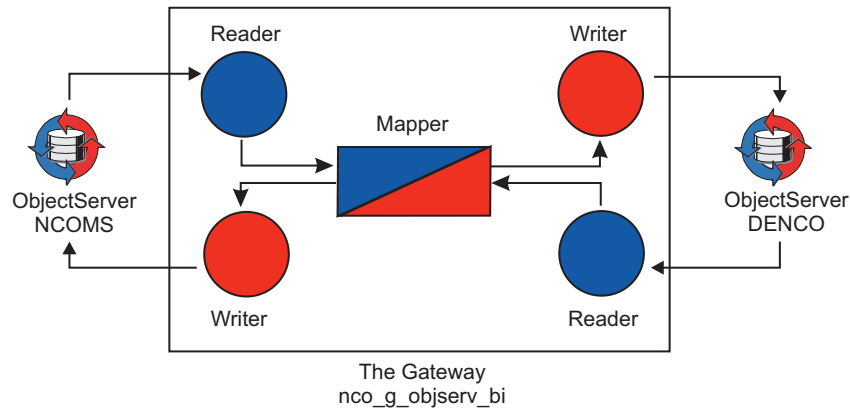 Reader
Writer
Mapper
ObjectServer
NCOMS
ObjectServer
DENCO
Writer
Reader
The Gateway
nco_g_objserv_bi